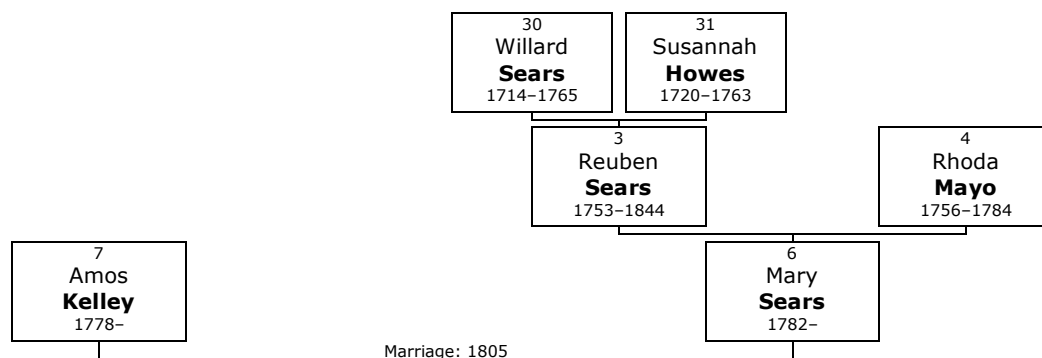 30
Willard
Sears
1714–1765
31
Susannah
Howes
1720–1763
3
Reuben
Sears
1753–1844
4
Rhoda
Mayo
1756–1784
7
Amos
Kelley
1778–
6
Mary
Sears
1782–
Marriage: 1805